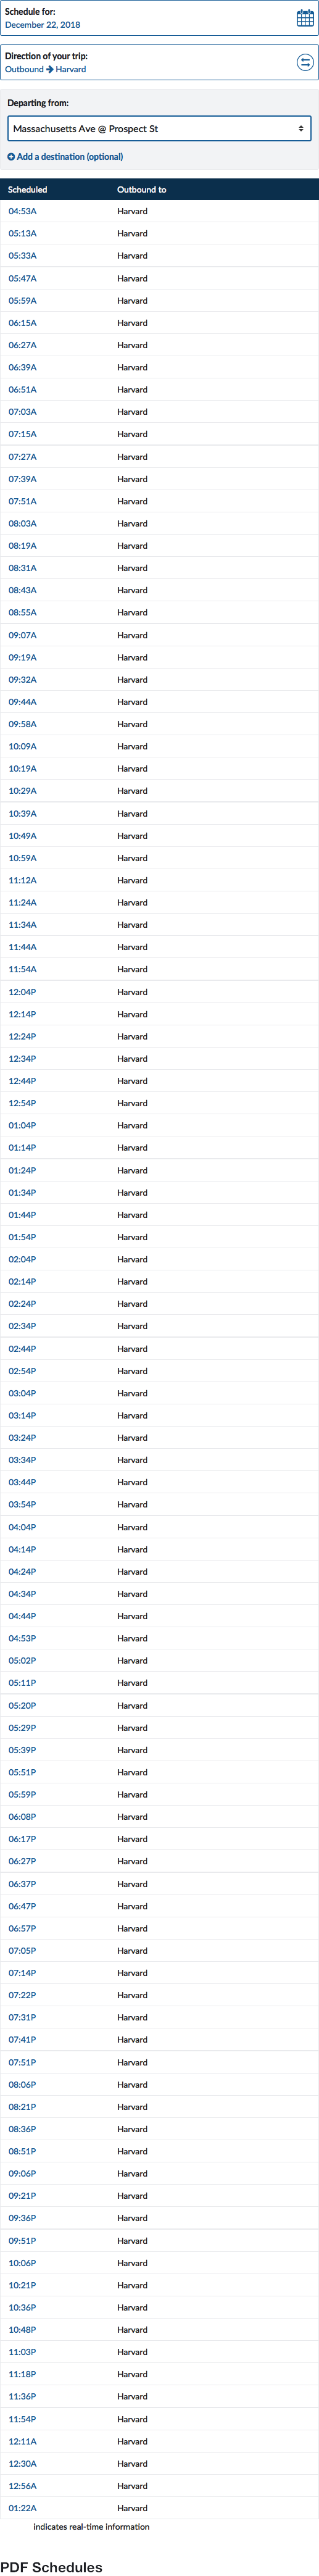 Schedule for:
December 22, 2018
Direction of your trip:
Outbound → Harvard
Departing from:
Massachusetts Ave @ Prospect St
Add a destination (optional)
Scheduled Outbound to
04:53A Harvard
05:13A Harvard
05:33A Harvard
05:47A Harvard
05:59A Harvard
06:15A Harvard
06:27A Harvard
06:39A Harvard
06:51A Harvard
07:03A Harvard
07:15A Harvard
07:27A Harvard
07:39A Harvard
07:51A Harvard
08:03A Harvard
08:19A Harvard
08:31A Harvard
08:43A Harvard
08:55A Harvard
09:07A Harvard
09:19A Harvard
09:32A Harvard
09:44A Harvard
09:58A Harvard
10:09A Harvard
10:19A Harvard
10:29A Harvard
10:39A Harvard
10:49A Harvard
10:59A Harvard
11:12A Harvard
11:24A Harvard
11:34A Harvard
11:44A Harvard
11:54A Harvard
12:04P Harvard
12:14P Harvard
12:24P Harvard
12:34P Harvard
12:44P Harvard
12:54P Harvard
01:04P Harvard
01:14P Harvard
01:24P Harvard
01:34P Harvard
01:44P Harvard
01:54P Harvard
02:04P Harvard
02:14P Harvard
02:24P Harvard
02:34P Harvard
02:44P Harvard
02:54P Harvard
03:04P Harvard
03:14P Harvard
03:24P Harvard
03:34P Harvard
03:44P Harvard
03:54P Harvard
04:04P Harvard
04:14P Harvard
04:24P Harvard
04:34P Harvard
04:44P Harvard
04:53P Harvard
05:02P Harvard
05:11P Harvard
05:20P Harvard
05:29P Harvard
05:39P Harvard
05:51P Harvard
05:59P Harvard
06:08P Harvard
06:17P Harvard
06:27P Harvard
06:37P Harvard
06:47P Harvard
06:57P Harvard
07:05P Harvard
07:14P Harvard
07:22P Harvard
07:31P Harvard
07:41P Harvard
07:51P Harvard
08:06P Harvard
08:21P Harvard
08:36P Harvard
08:51P Harvard
09:06P Harvard
09:21P Harvard
09:36P Harvard
09:51P Harvard
10:06P Harvard
10:21P Harvard
10:36P Harvard
10:48P Harvard
11:03P Harvard
11:18P Harvard
11:36P Harvard
11:54P Harvard
12:11A Harvard
12:30A Harvard
12:56A Harvard
01:22A Harvard
indicates real-time information
PDF Schedules